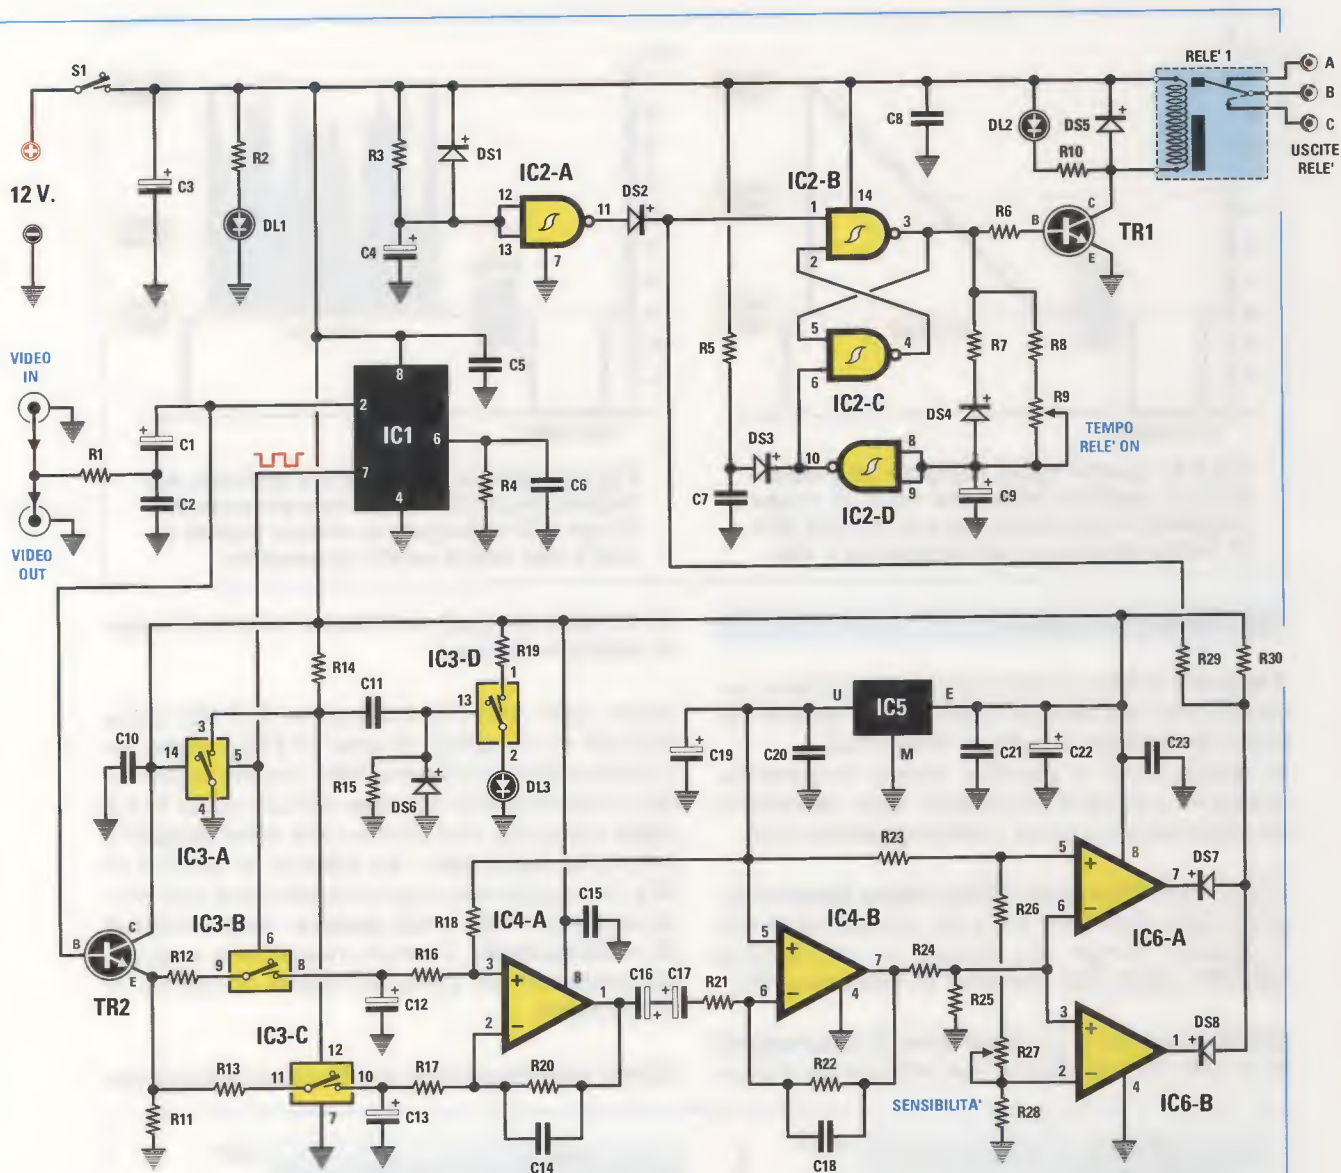 S1
12 V.
C3
R2
DL1
R3
DS1
C4
IC2-A
12
13
11
7
DS2
IC2-B
1
14
2
3
C8
DL2
DS5
R10
R6
B
C
E
TR1
RELE' 1
A
B
C
USCITE
RELE'
VIDEO
IN
R1
C1
C2
VIDEO
OUT
IC1
2
8
6
7
4
C5
R4
C6
R5
5
4
6
IC2-C
DS3
10
8
9
C7
IC2-D
R7
R8
DS4
R9
TEMPO
RELE' ON
C9
R14
IC3-D
R19
C11
13
1
2
DL3
R15
DS6
C10
14
3
5
4
IC3-A
U
IC5
E
M
C19
C20
C21
C22
C23
R29
R30
IC3-B
6
9
8
B
C
E
TR2
R12
R16
C12
R18
IC4-A
3
2
8
1
C15
IC3-C
R13
11
12
10
7
R11
C13
R17
R20
C14
C16
C17
R21
IC4-B
5
6
7
4
R22
C18
R23
R24
R25
R26
R27
R28
SENSIBILITA'
5
6
8
7
DS7
IC6-A
3
2
1
4
DS8
IC6-B